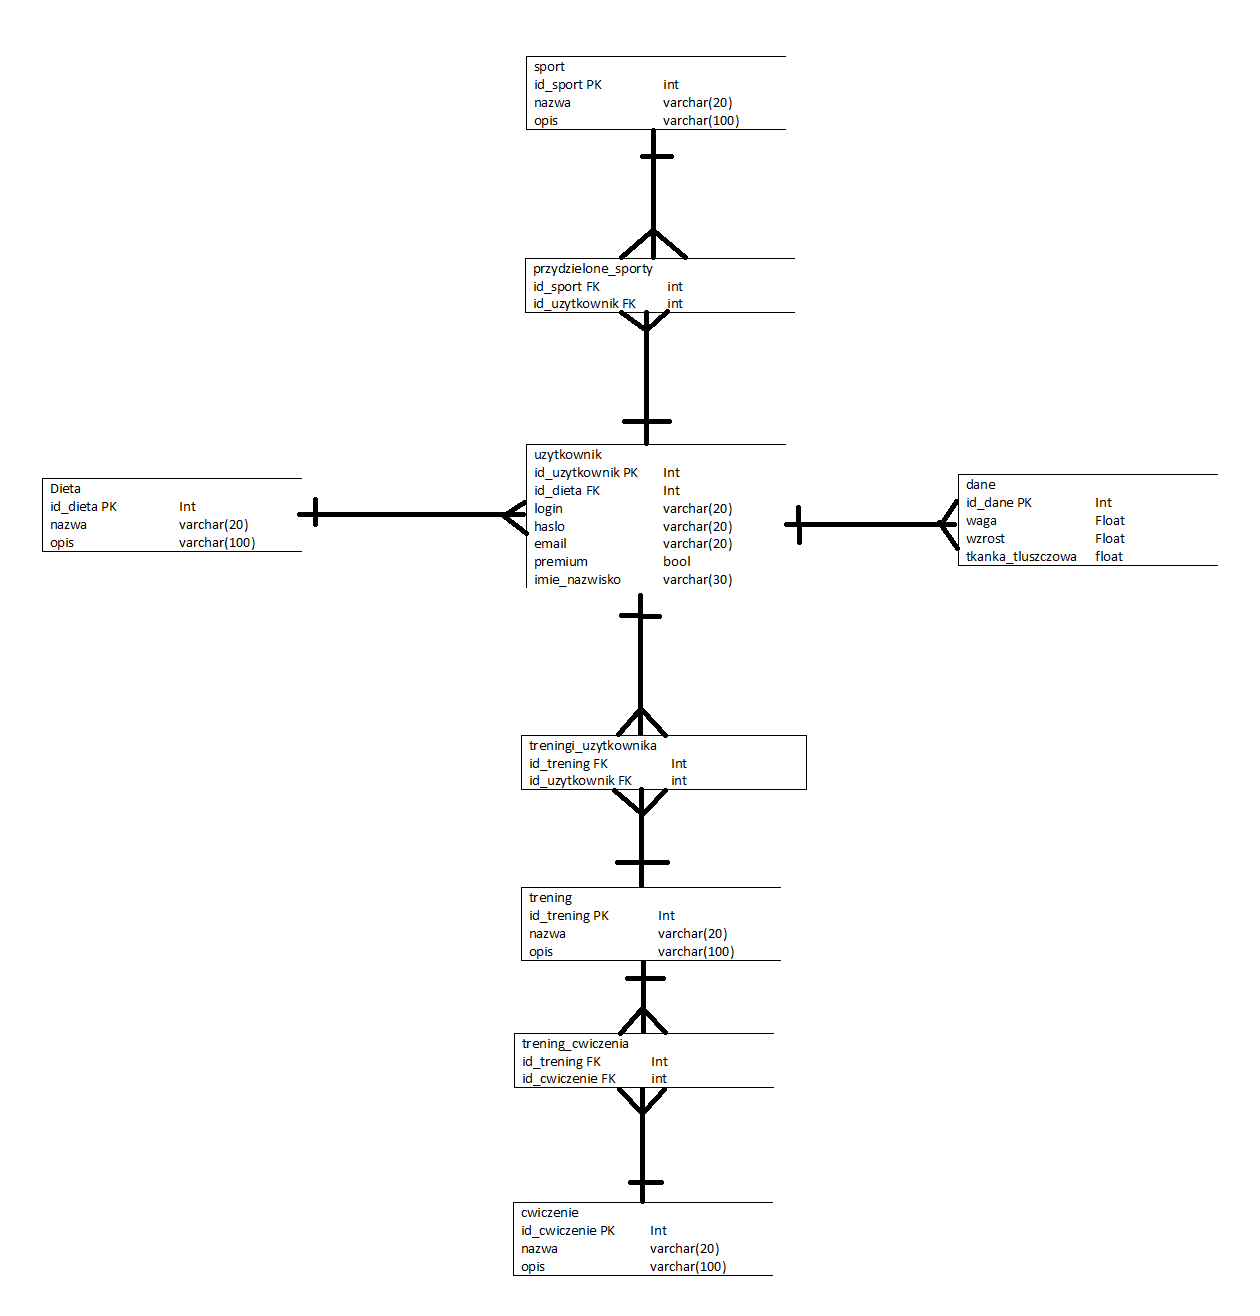 sport
id_sport PK int
nazwa varchar(20)
opis varchar(100)
przydzielone_sporty
id_sport FK int
id_uzytkownik FK int
uzytkownik
id_uzytkownik PK Int
id_dieta FK Int
login varchar(20)
haslo varchar(20)
email varchar(20)
premium bool
imie_nazwisko varchar(30)
Dieta
id_dieta PK Int
nazwa varchar(20)
opis varchar(100)
dane
id_dane PK Int
waga Float
wzrost Float
tkanka_tluszczowa float
treningi_uzytkownika
id_trening FK Int
id_uzytkownik FK int
trening
id_trening PK Int
nazwa varchar(20)
opis varchar(100)
trening_cwiczenia
id_trening FK Int
id_cwiczenie FK int
cwiczenie
id_cwiczenie PK Int
nazwa varchar(20)
opis varchar(100)